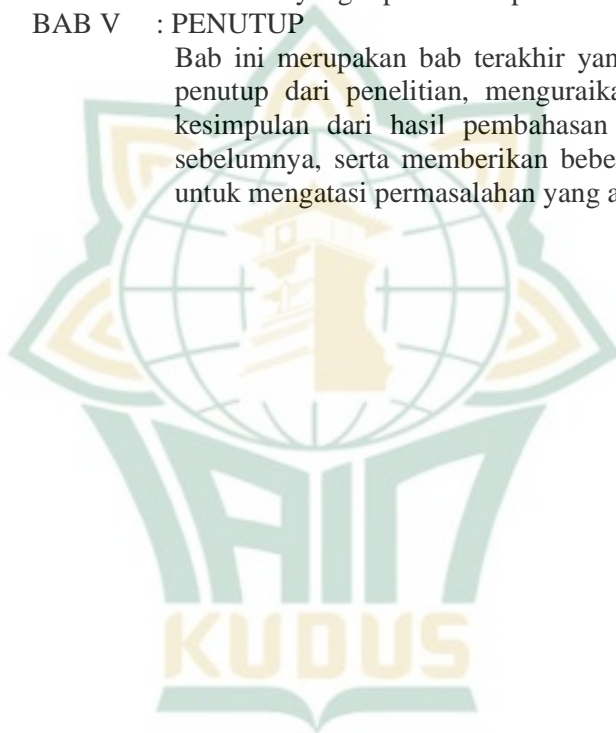 BAB V : PENUTUP
Bab ini merupakan bab terakhir yan
penutup dari penelitian, menguraika
kesimpulan dari hasil pembahasan
sebelumnya, serta memberikan bebe
untuk mengatasi permasalahan yang a
IAIN
KUDUS